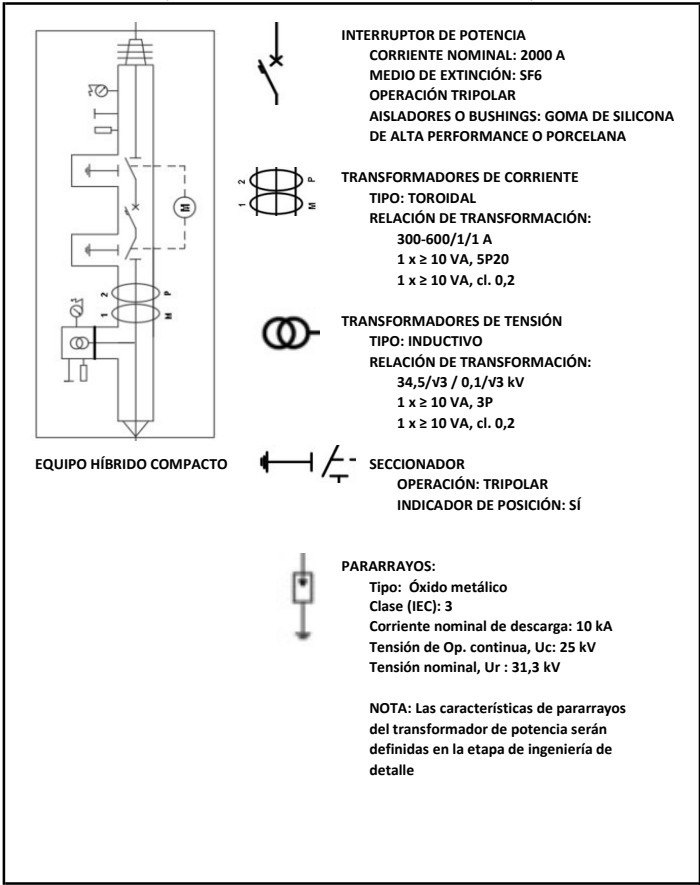 INTERRUPTOR DE POTENCIA
CORRIENTE NOMINAL: 2000 A
MEDIO DE EXTINCIÓN: SF6
OPERACIÓN TRIPOLAR
AISLADORES O BUSHINGS: GOMA DE SILICONA
DE ALTA PERFORMANCE O PORCELANA
M
2 P
1 M
TRANSFORMADORES DE CORRIENTE
TIPO: TOROIDAL
RELACIÓN DE TRANSFORMACIÓN:
300-600/1/1 A
1 x ≥ 10 VA, 5P20
1 x ≥ 10 VA, cl. 0,2
2 P
1 M
TRANSFORMADORES DE TENSIÓN
TIPO: INDUCTIVO
RELACIÓN DE TRANSFORMACIÓN:
34,5/√3 / 0,1/√3 kV
1 x ≥ 10 VA, 3P
1 x ≥ 10 VA, cl. 0,2
EQUIPO HÍBRIDO COMPACTO
SECCIONADOR
OPERACIÓN: TRIPOLAR
INDICADOR DE POSICIÓN: SÍ
PARARRAYOS:
Tipo: Óxido metálico
Clase (IEC): 3
Corriente nominal de descarga: 10 kA
Tensión de Op. continua, Uc: 25 kV
Tensión nominal, Ur : 31,3 kV
NOTA: Las características de pararrayos
del transformador de potencia serán
definidas en la etapa de ingeniería de
detalle